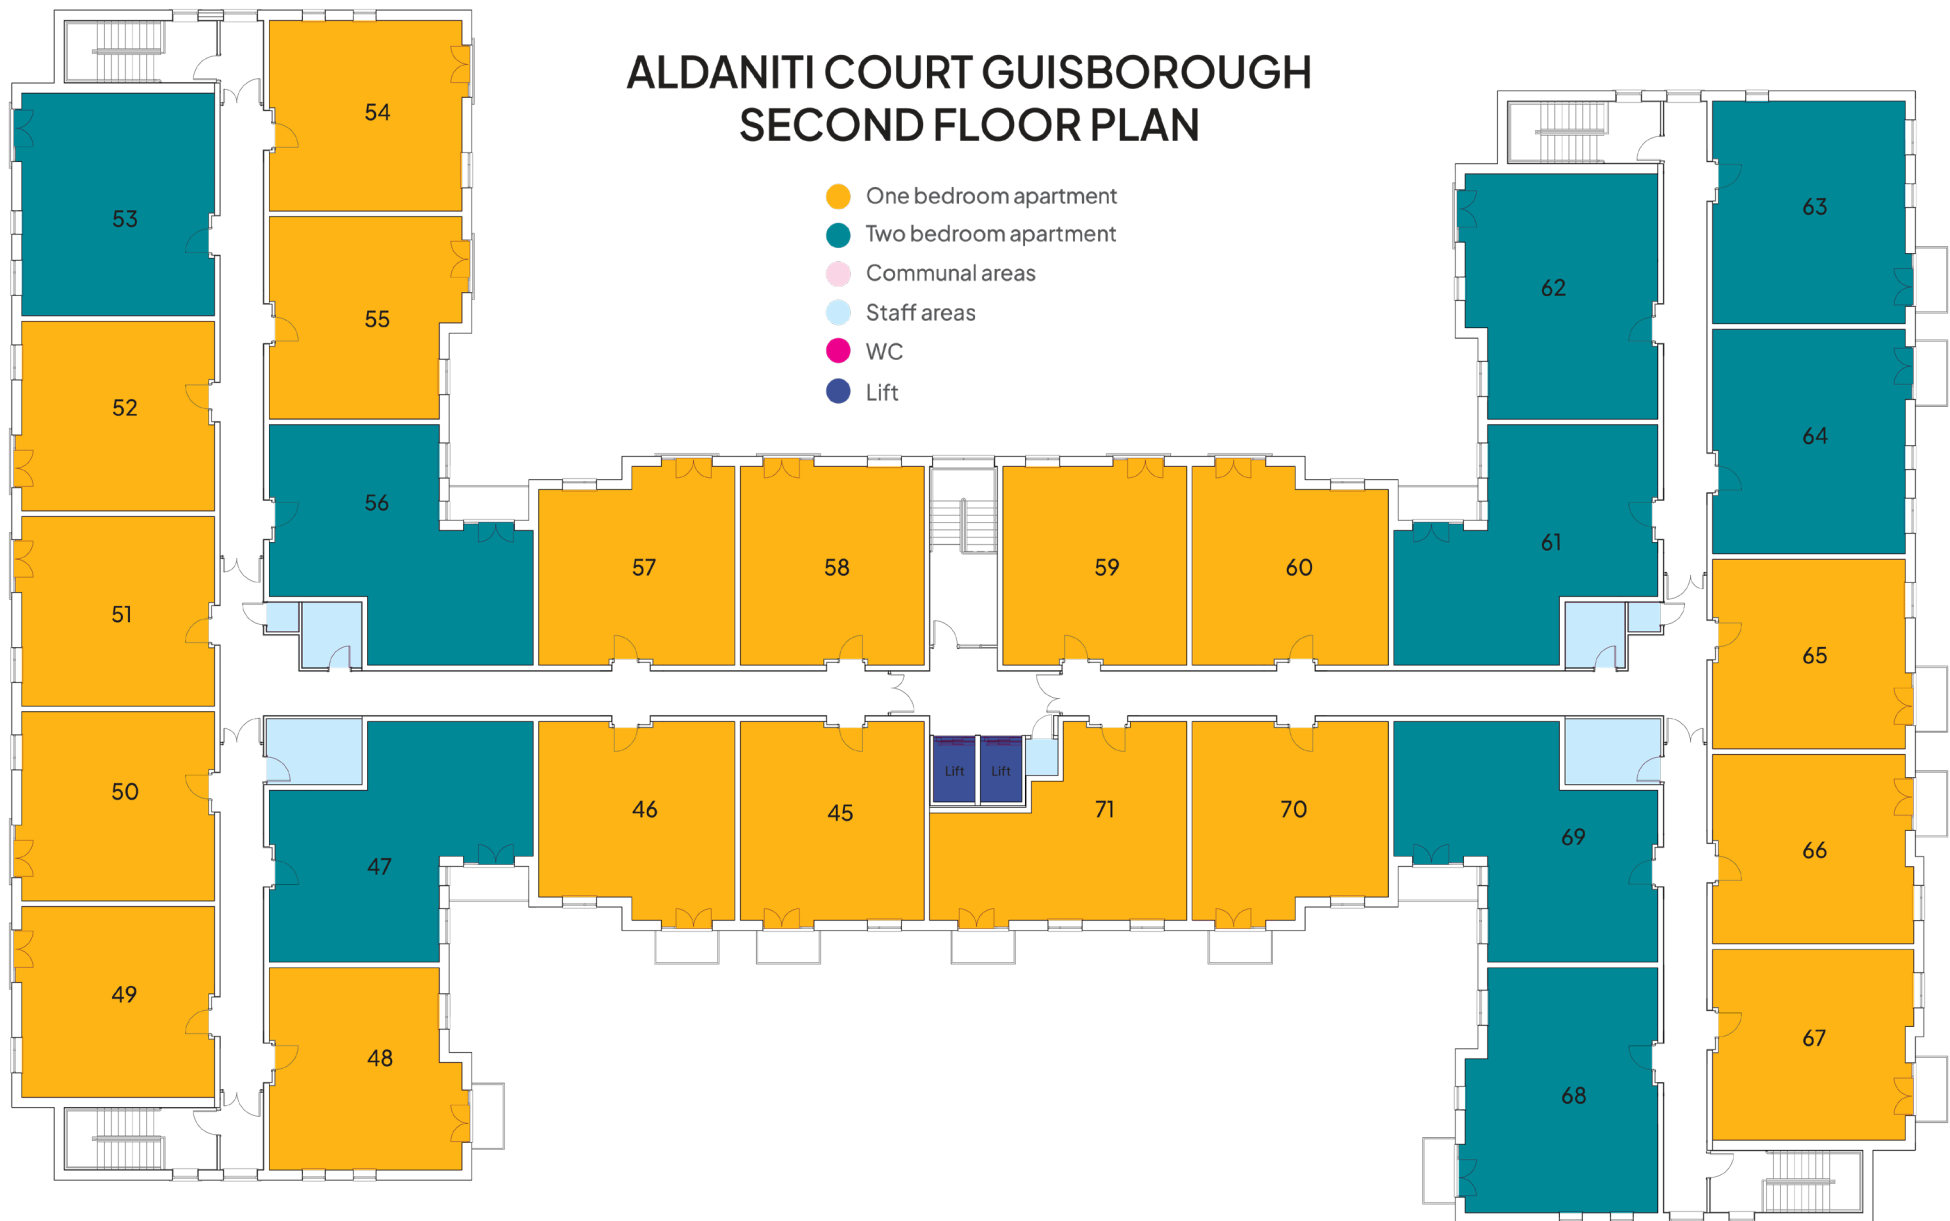 ALDANITI COURT GUISBOROUGH
SECOND FLOOR PLAN
One bedroom apartment
Two bedroom apartment
Communal areas
Staff areas
WC
Lift
54
53
55
52
56
51
50
47
49
48
57
58
59
60
46
45
Lift
Lift
71
70
63
62
64
61
65
69
66
67
68